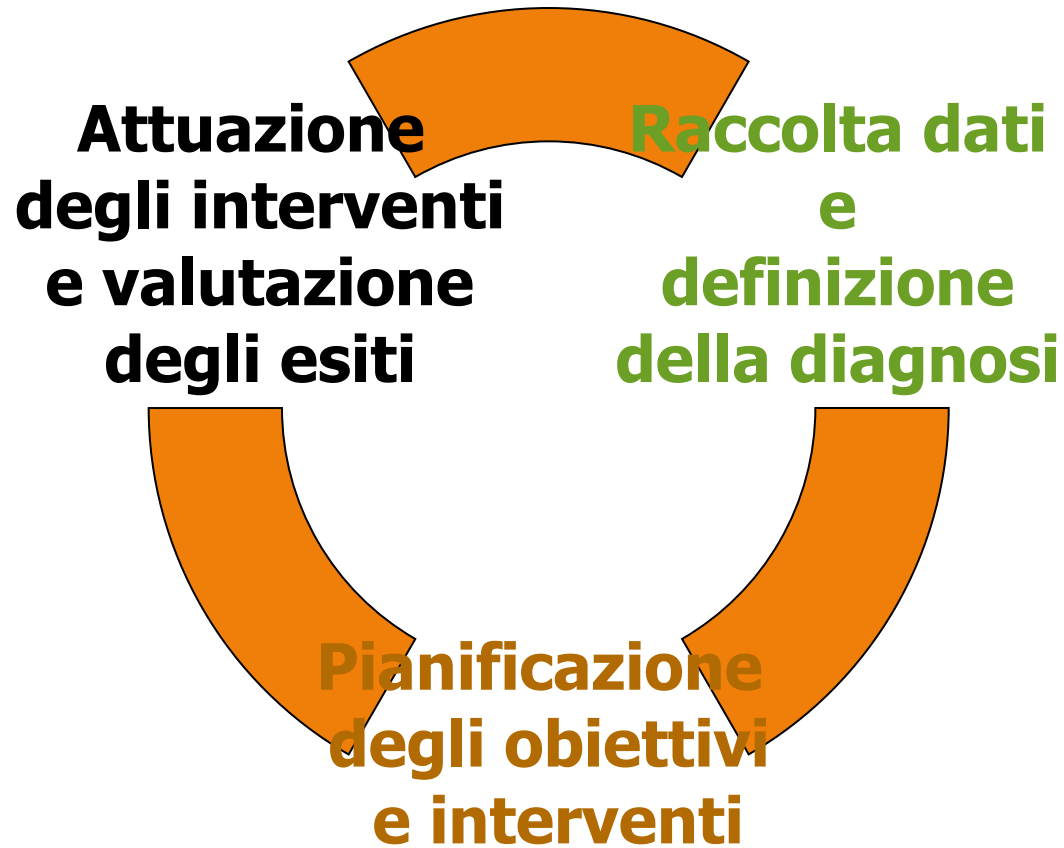 Attuazione
degli interventi
e valutazione
degli esiti
Raccolta dati
e
definizione
della diagnosi
Pianificazione
degli obiettivi
e interventi